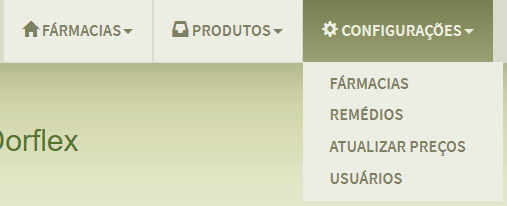 FÁRMACIAS PRODUTOS CONFIGURAÇÕES
FÁRMACIAS
REMÉDIOS
ATUALIZAR PREÇOS
USUÁRIOS
Dorflex